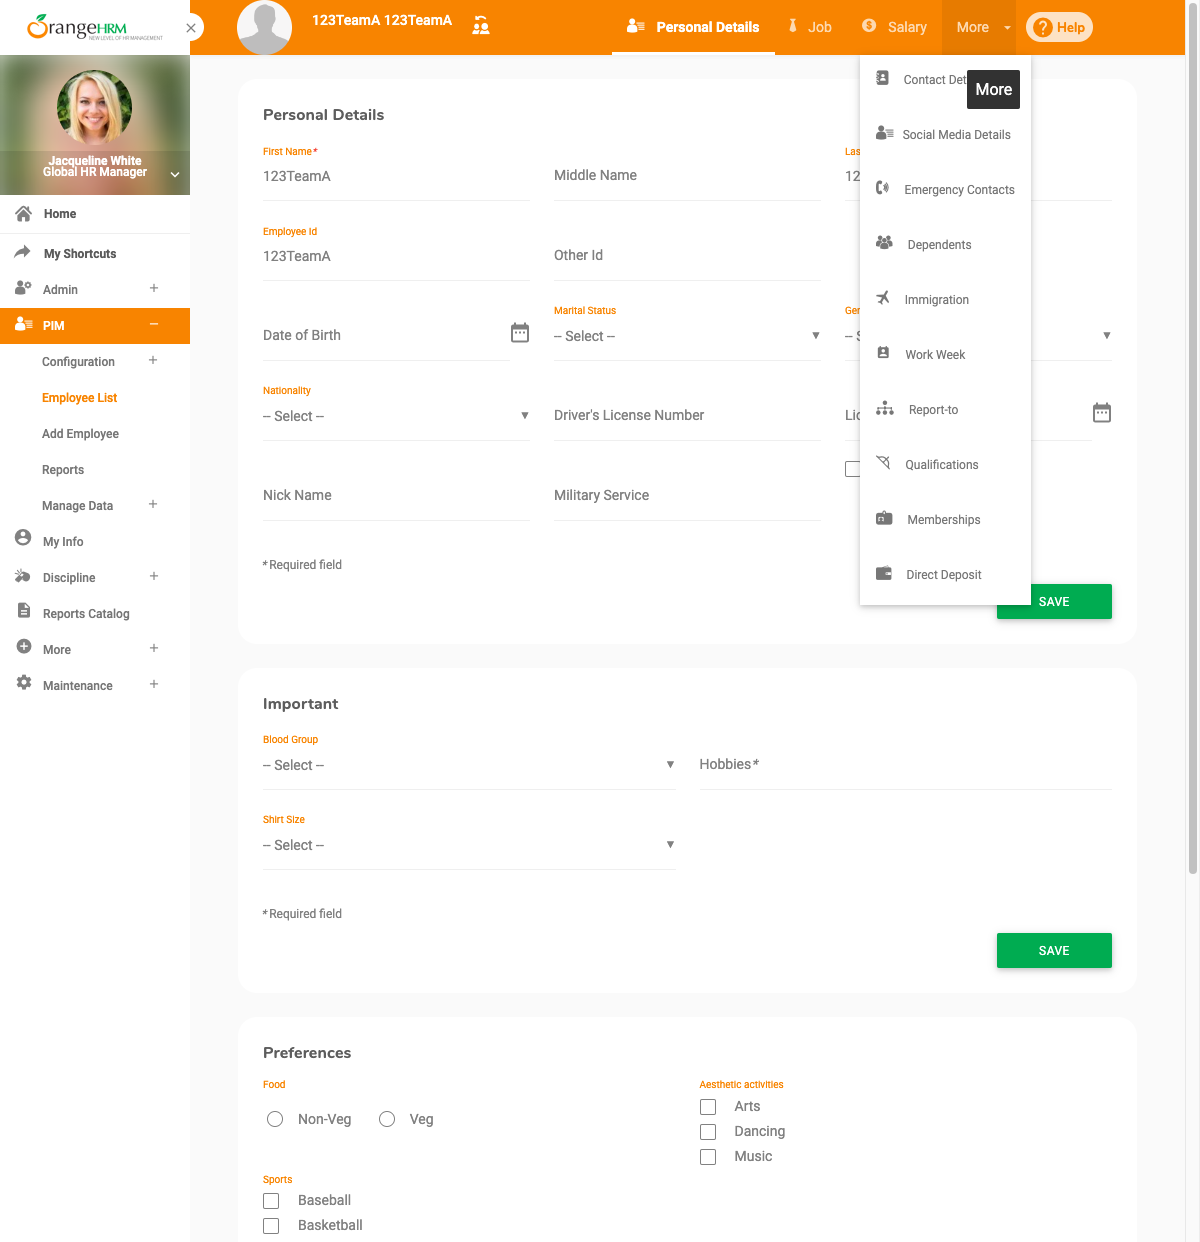 OrangeHRM
NEW LEVEL OF HR MANAGEMENT
123TeamA 123TeamA
Personal Details
Job
Salary
More
Help
Jacqueline White
Global HR Manager
Home
My Shortcuts
Admin
PIM
Configuration
Employee List
Add Employee
Reports
Manage Data
My Info
Discipline
Reports Catalog
More
Maintenance
Contact Det
More
Social Media Details
Emergency Contacts
Dependents
Immigration
Work Week
Report-to
Qualifications
Memberships
Direct Deposit
Personal Details
First Name*
123TeamA
Middle Name
Las
12
Employee Id
123TeamA
Other Id
Date of Birth
Marital Status
-- Select --
Ger
-- S
Nationality
-- Select --
Driver's License Number
Lic
Nick Name
Military Service
* Required field
SAVE
Important
Blood Group
-- Select --
Hobbies*
Shirt Size
-- Select --
* Required field
SAVE
Preferences
Food
Non-Veg
Veg
Aesthetic activities
Arts
Dancing
Music
Sports
Baseball
Basketball